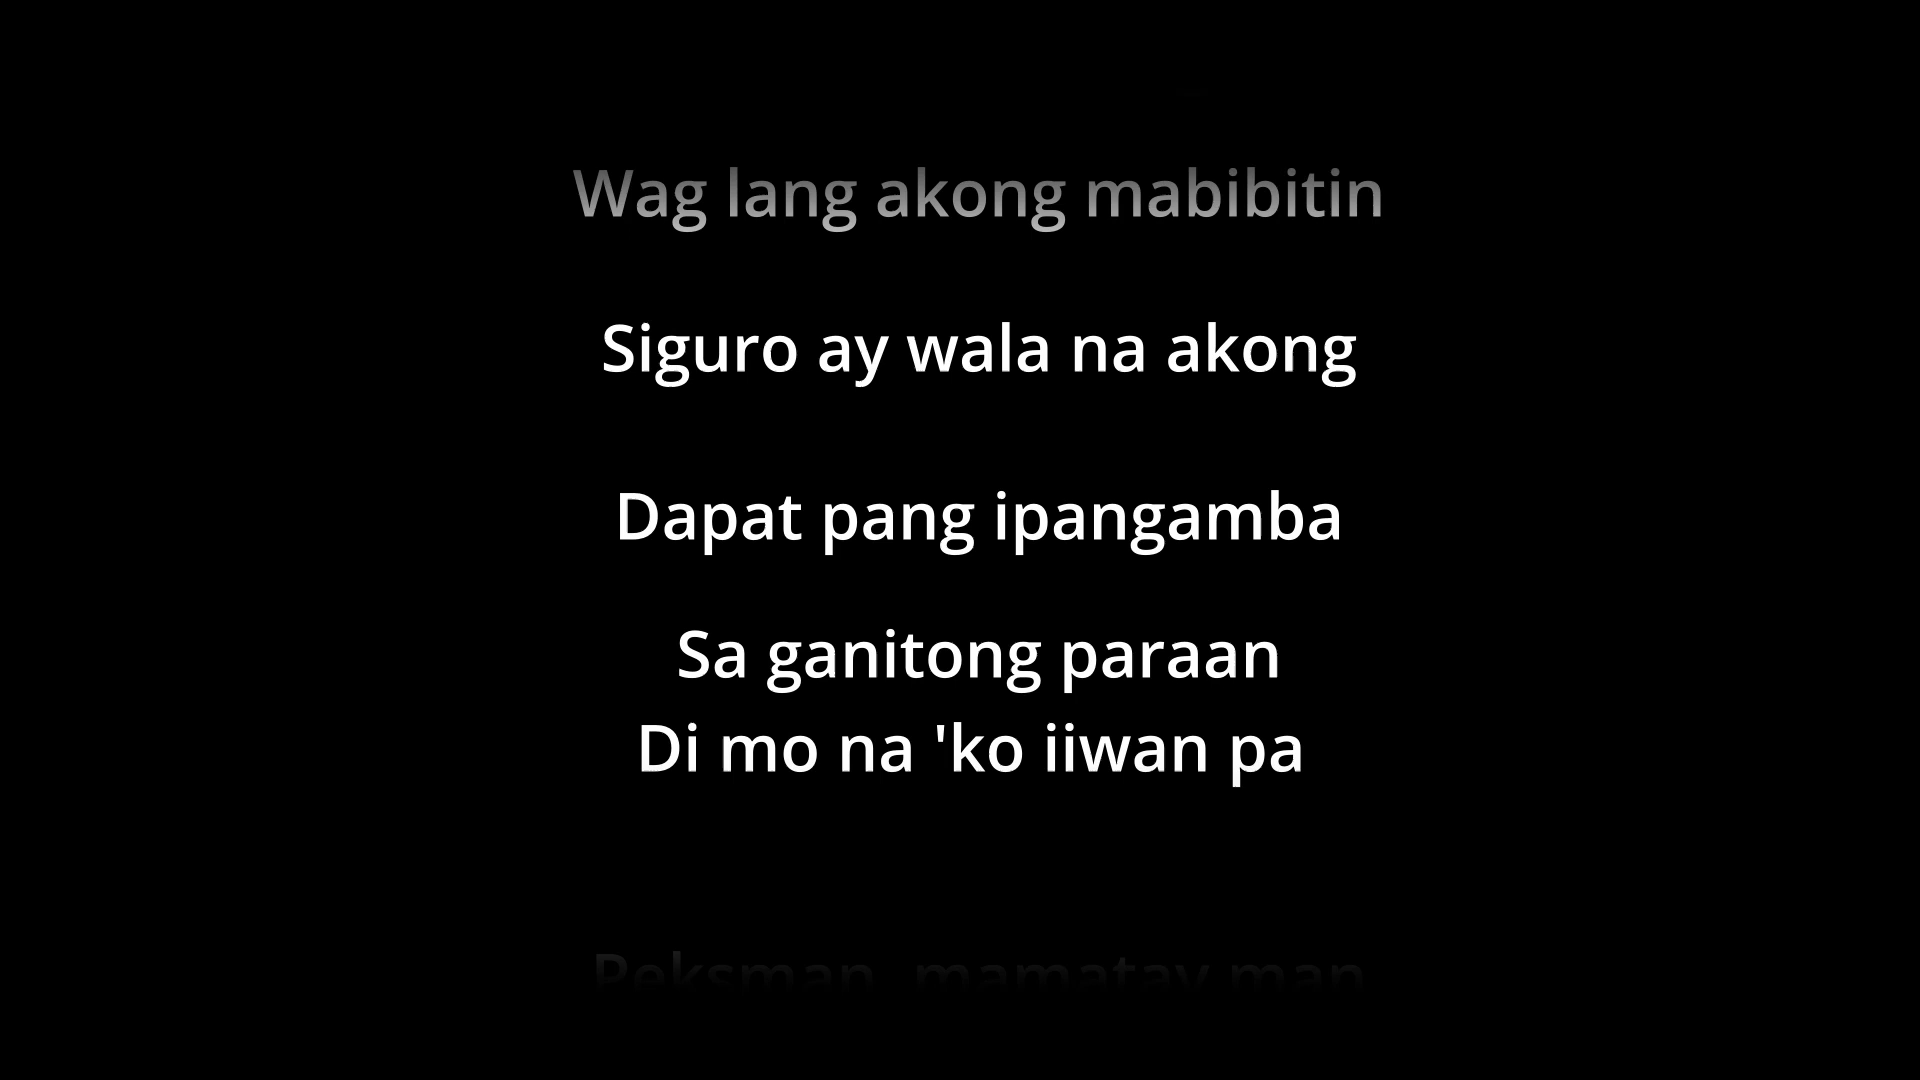 Wag lang akong mabibitin
Siguro ay wala na akong
Dapat pang ipangamba
Sa ganitong paraan
Di mo na 'ko iiwan pa
Peksman, mamatay man